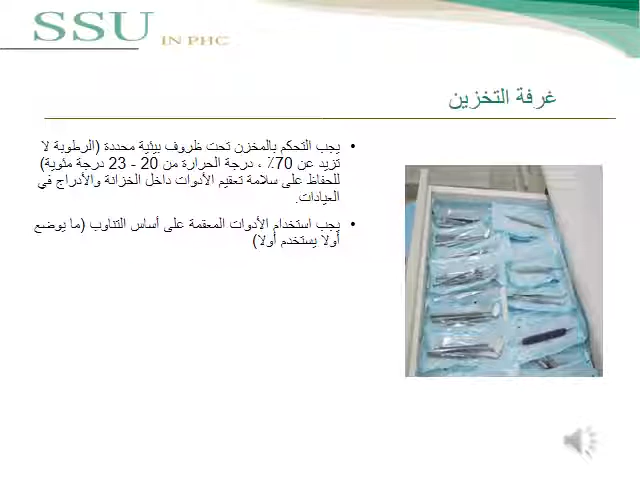 SSU IN PHC
غرفة التخزين
• يجب التحكم بالمخزن تحت ظروف بيئية محددة (الرطوبة لا
تزيد عن 70٪ ، درجة الحرارة من 20 - 23 درجة مئوية)
للحفاظ على سلامة تعقيم الأدوات داخل الخزانة والأدراج في
العيادات.
• يجب استخدام الأدوات المعقمة على أساس التناوب (ما يوضع
أولا يستخدم أولا)